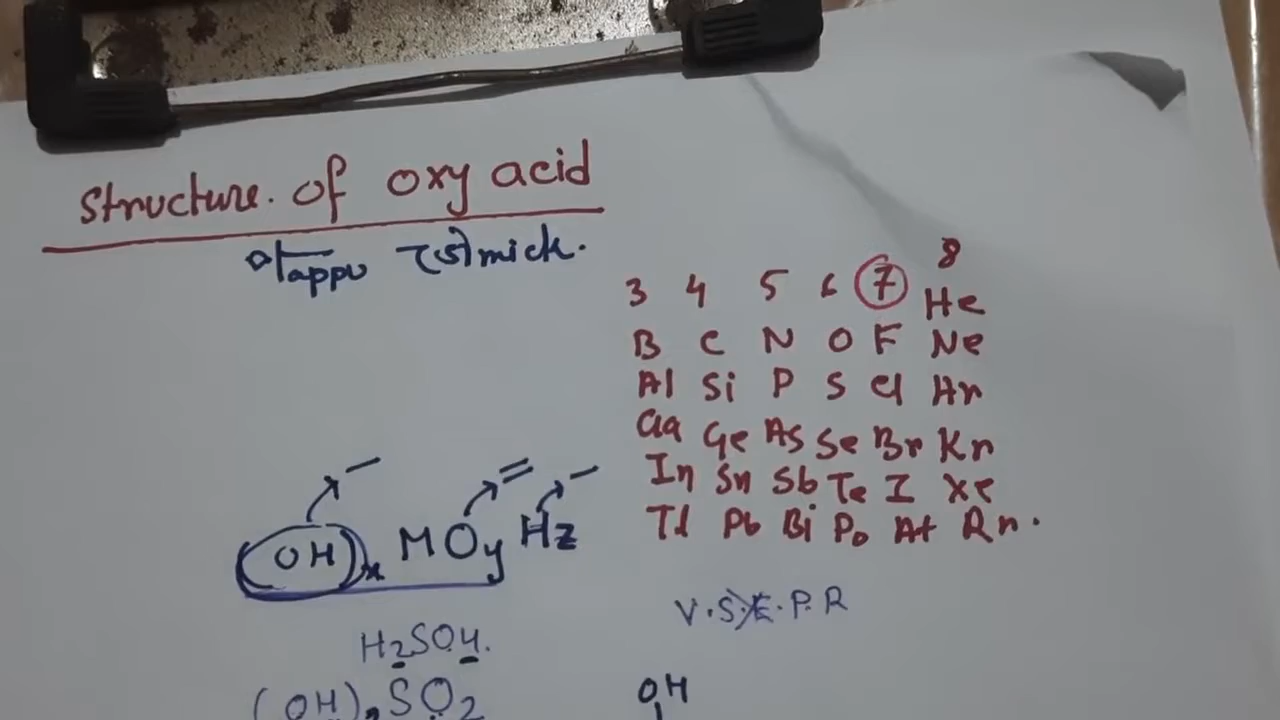 Structure. Of oxy acid
3 4 5 6 7 8
He
B C N O F Ne
Al Si P S Cl Ar
Ga Ge As Se Br Kr
In Sn Sb Te I Xe
Tl Pb Bi Po At Rn.
(OH)x MOy Hz
V.S.E.P.R
H2SO4.
(OH)2SO2
OH